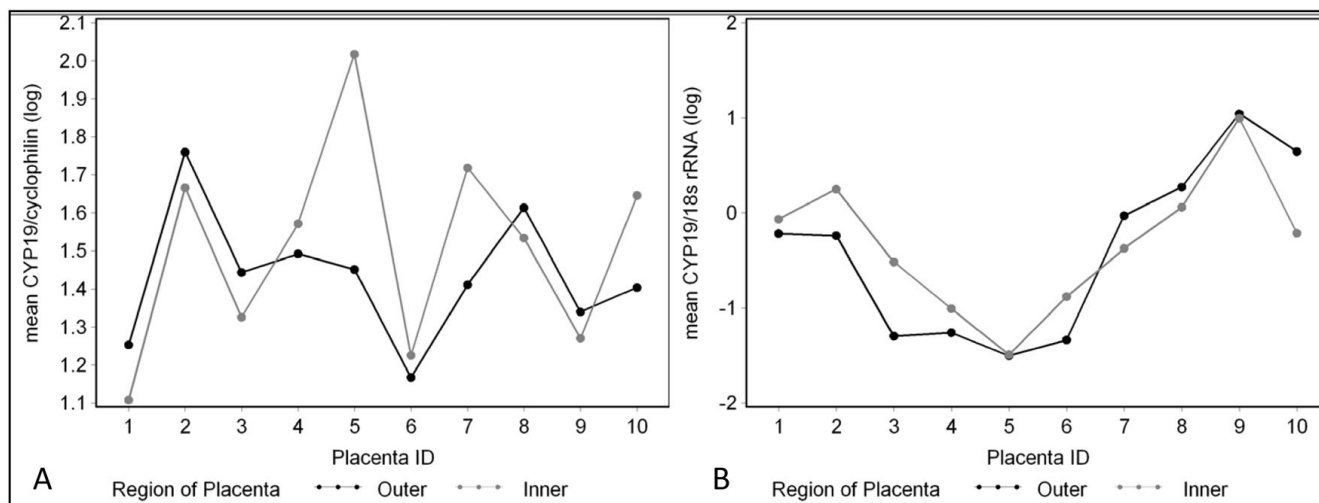 mean CYP19/cyclophilin (log)
2.1
2.0
1.9
1.8
1.7
1.6
1.5
1.4
1.3
1.2
1.1
1 2 3 4 5 6 7 8 9 10
Placenta ID
A
Region of Placenta Outer Inner
mean CYP19/18s rRNA (log)
2
1
0
-1
-2
1 2 3 4 5 6 7 8 9 10
Placenta ID
B
Region of Placenta Outer Inner